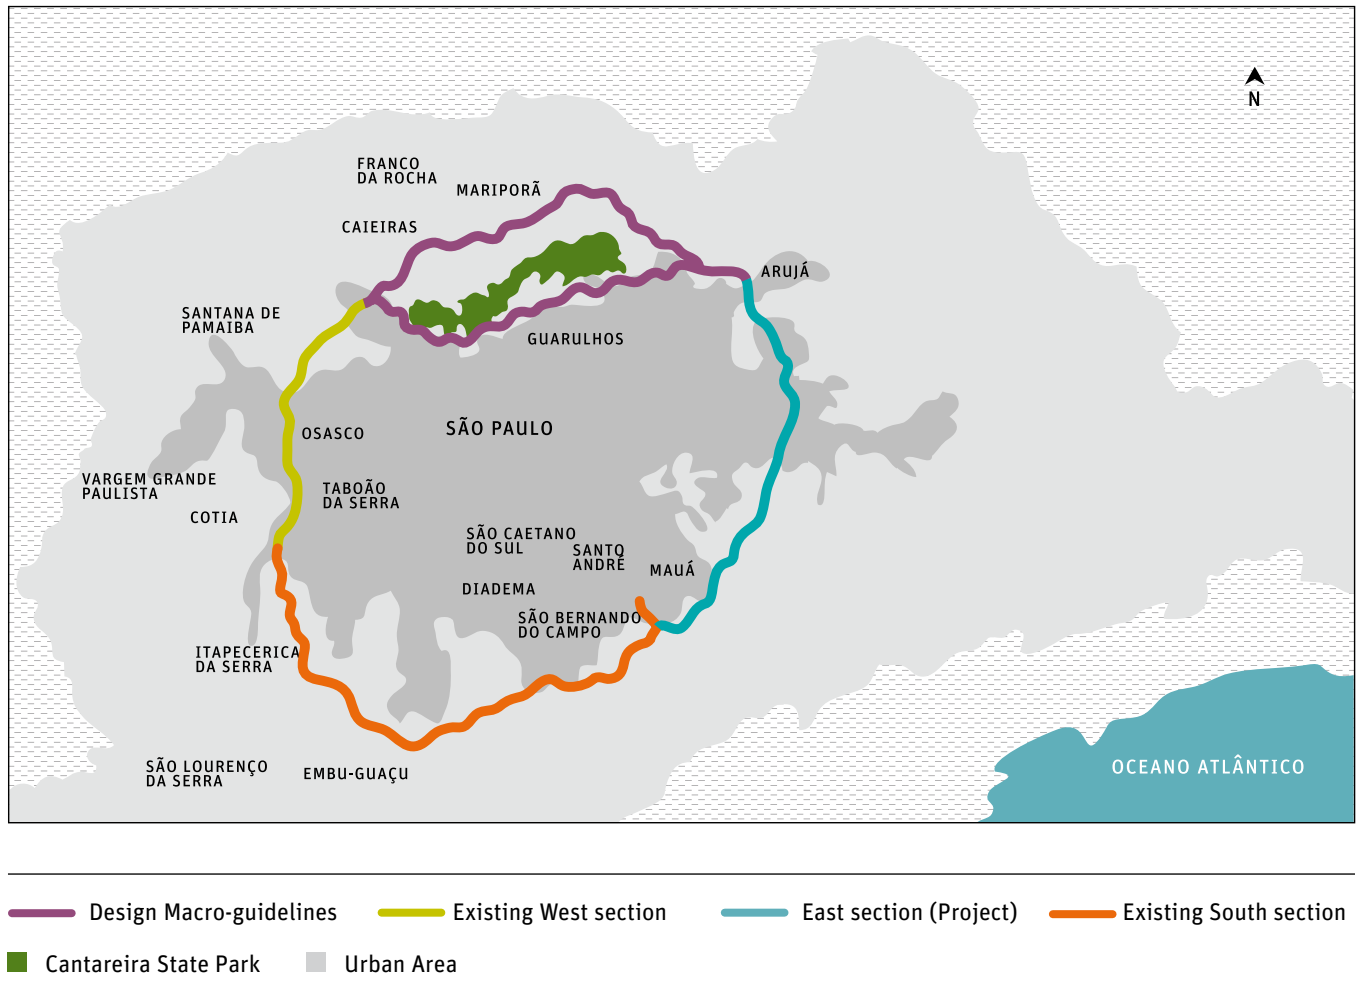 N
FRANCO
DA ROCHA
MARIPORÃ
CAIEIRAS
ARUJÁ
SANTANA DE
PAMAIBA
GUARULHOS
OSASCO
SÃO PAULO
VARGEM GRANDE
PAULISTA
TABOÃO
DA SERRA
COTIA
SÃO CAETANO
DO SUL
SANTO
ANDRÉ
MAUÁ
DIADEMA
SÃO BERNANDO
DO CAMPO
ITAPECERICA
DA SERRA
SÃO LOURENÇO
DA SERRA
EMBU-GUAÇU
OCEANO ATLÂNTICO
Design Macro-guidelines
Existing West section
East section (Project)
Existing South section
Cantareira State Park
Urban Area